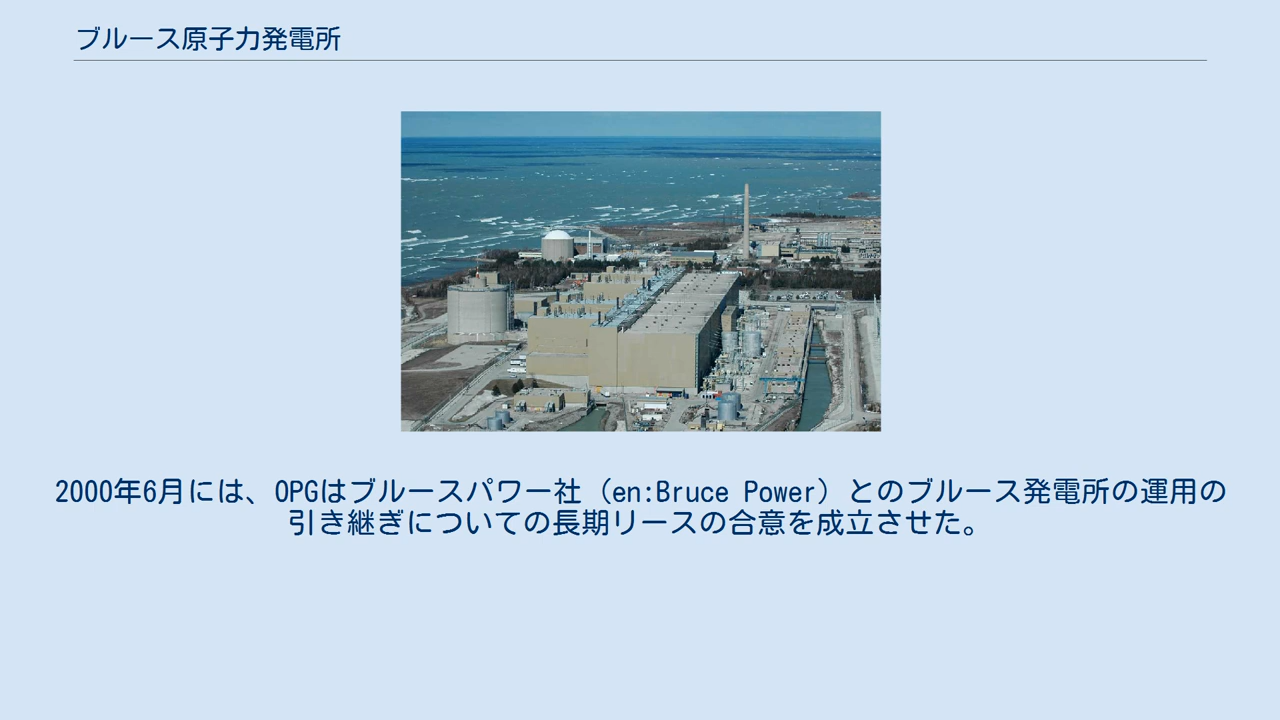 ブルース原子力発電所
2000年6月には、OPGはブルースパワー社（en:Bruce Power）とのブルース発電所の運用の
引き継ぎについての長期リースの合意を成立させた。